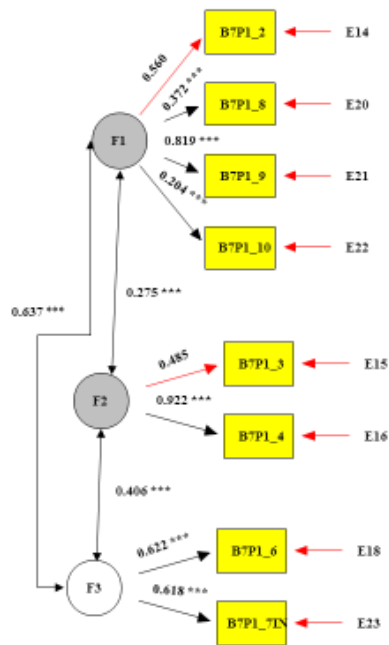 B7P1_2 E14
0.560
0.372 ***
B7P1_8 E20
F1
0.819 ***
B7P1_9 E21
0.204 ***
B7P1_10 E22
0.275 ***
0.637 ***
0.485
B7P1_3 E15
F2
0.922 ***
B7P1_4 E16
0.406 ***
0.622 ***
B7P1_6 E18
F3
0.618 ***
B7P1_7IN E23